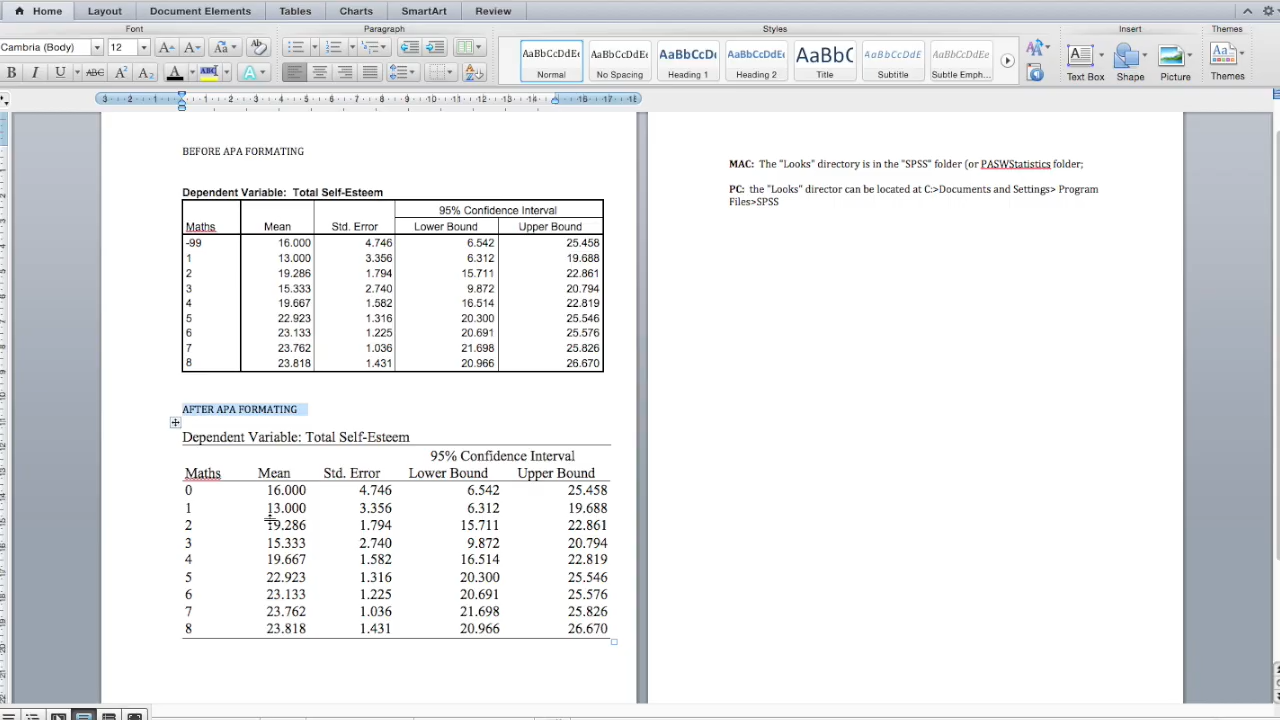 Home Layout Document Elements Tables Charts SmartArt Review
Font Paragraph Styles Insert Themes
Cambria (Body) 12 AaBbCcDdEe AaBbCcDdEe AaBbCcDc AaBbCcDdEe AaBbC AaBbCcDdE AaBbCcDdEe
Normal No Spacing Heading 1 Heading 2 Title Subtitle Subtle Emph... Text Box Shape Picture Themes
BEFORE APA FORMATING
Dependent Variable: Total Self-Esteem
95% Confidence Interval
Maths Mean Std. Error Lower Bound Upper Bound
-99 16.000 4.746 6.542 25.458
1 13.000 3.356 6.312 19.688
2 19.286 1.794 15.711 22.861
3 15.333 2.740 9.872 20.794
4 19.667 1.582 16.514 22.819
5 22.923 1.316 20.300 25.546
6 23.133 1.225 20.691 25.576
7 23.762 1.036 21.698 25.826
8 23.818 1.431 20.966 26.670
AFTER APA FORMATING
Dependent Variable: Total Self-Esteem
95% Confidence Interval
Maths Mean Std. Error Lower Bound Upper Bound
0 16.000 4.746 6.542 25.458
1 13.000 3.356 6.312 19.688
2 19.286 1.794 15.711 22.861
3 15.333 2.740 9.872 20.794
4 19.667 1.582 16.514 22.819
5 22.923 1.316 20.300 25.546
6 23.133 1.225 20.691 25.576
7 23.762 1.036 21.698 25.826
8 23.818 1.431 20.966 26.670
MAC: The "Looks" directory is in the "SPSS" folder (or PASWStatistics folder;
PC: the "Looks" director can be located at C:>Documents and Settings> Program
Files>SPSS